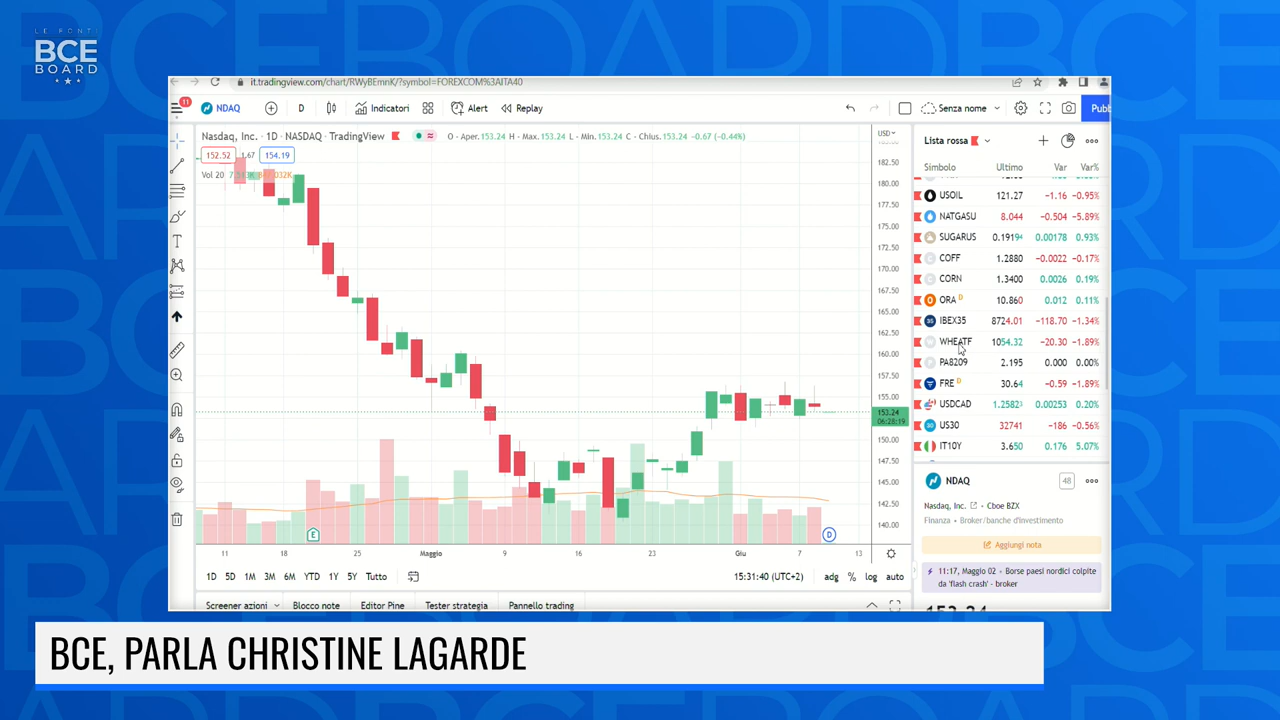 LE FONTI
BCE
BOARD
it.tradingview.com/chart/RWyBEmnK/?symbol=FOREXCOM%3AITA40
11
NDAQ
D
Indicatori
Alert
Replay
Senza nome
Pubb
Nasdaq, Inc. · 1D · NASDAQ · TradingView
O - Aper.153.24 H - Max.153.24 L - Min.153.24 C - Chius.153.24 -0.67 (-0.44%)
152.52
1.67
154.19
Vol 20
USD
182.50
180.00
177.50
175.00
172.50
170.00
167.50
165.00
162.50
160.00
157.50
155.00
153.24
06:28:19
150.00
147.50
145.00
142.50
140.00
E
D
11
18
25
Maggio
9
16
23
Giu
7
13
1D 5D 1M 3M 6M YTD 1Y 5Y Tutto
15:31:40 (UTC+2)
adg % log auto
Screener azioni
Blocco note
Editor Pine
Tester strategia
Pannello trading
Lista rossa
Simbolo Ultimo Var Var%
USOIL 121.27 −1.16 −0.95%
NATGASU 8.044 −0.504 −5.89%
SUGARUS 0.19194 0.00178 0.93%
COFF 1.2880 −0.0022 −0.17%
CORN 1.3400 0.0026 0.19%
ORA D 10.860 0.012 0.11%
35 IBEX35 8724.01 −118.70 −1.34%
W WHEATF 1054.32 −20.30 −1.89%
P PA8209 2.195 0.000 0.00%
FRE D 30.64 −0.59 −1.89%
USDCAD 1.25823 0.00253 0.20%
30 US30 32741 −186 −0.56%
IT10Y 3.650 0.176 5.07%
NDAQ
48
Nasdaq, Inc. • Cboe BZX
Finanza • Broker/banche d'investimento
Aggiungi nota
11:17, Maggio 02 • Borse paesi nordici colpite
da 'flash crash' - broker
153.24
BCE, PARLA CHRISTINE LAGARDE